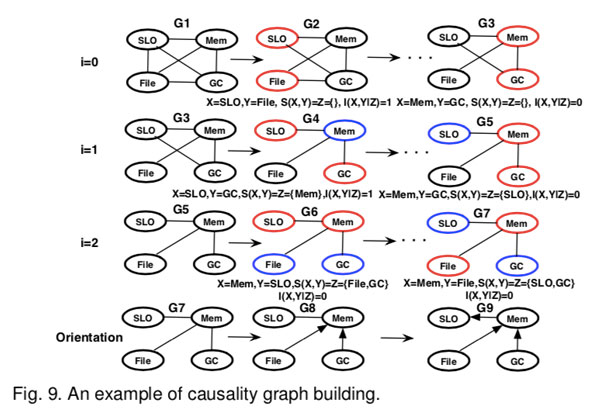 G1 G2 G3
SLO Mem SLO Mem SLO Mem
i=0
· · ·
File GC File GC File GC
X=SLO,Y=File, S(X,Y)=Z={}, I(X,Y|Z)=1 X=Mem,Y=GC, S(X,Y)=Z={}, I(X,Y|Z)=0
G3 G4 G5
SLO Mem SLO Mem SLO Mem
i=1
· · ·
File GC File GC File GC
X=SLO,Y=GC,S(X,Y)=Z={Mem},I(X,Y|Z)=1 X=Mem,Y=GC,S(X,Y)=Z={SLO},I(X,Y|Z)=0
G5 G6 G7
SLO Mem SLO Mem SLO Mem
i=2
· · ·
File GC File GC File GC
X=Mem,Y=SLO,S(X,Y)=Z={File,GC} X=Mem,Y=File,S(X,Y)=Z={SLO,GC}
I(X,Y|Z)=0 I(X,Y|Z)=0
G7 G8 G9
SLO Mem SLO Mem SLO Mem
Orientation
File GC File GC File GC
Fig. 9. An example of causality graph building.